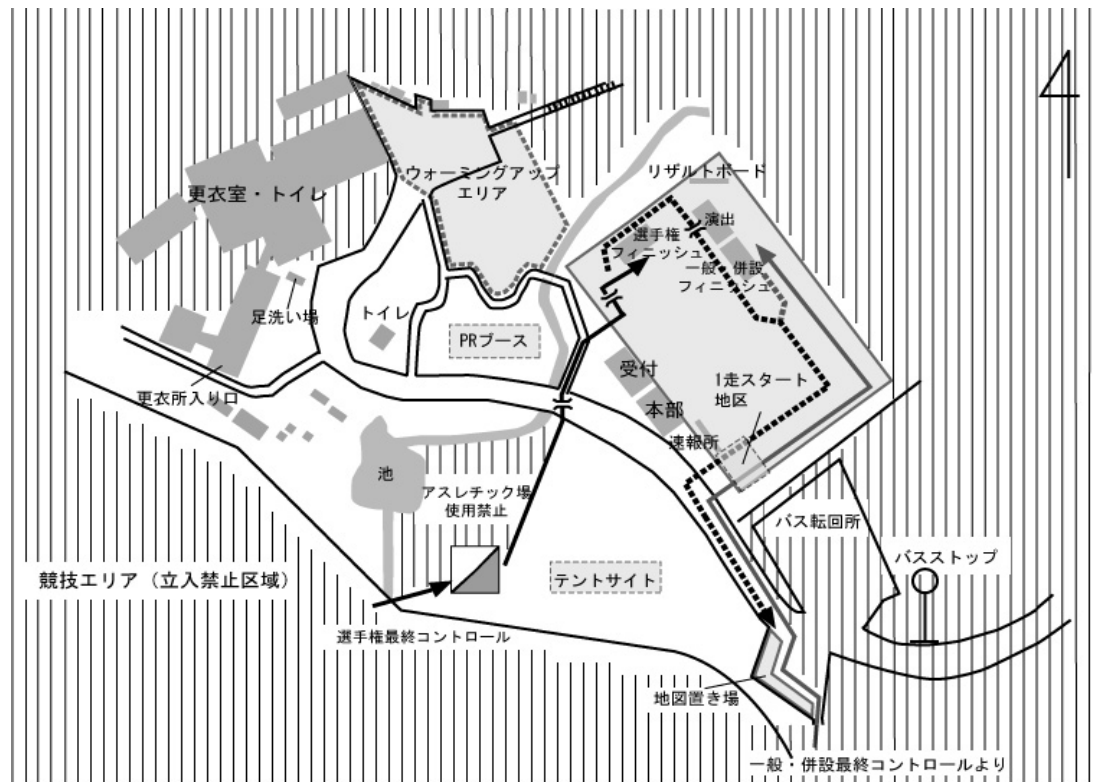 リザルトボード
ウォーミングアップ
エリア
更衣室・トイレ
演出
選手権
フィニッシュ
一般・併設
フィニッシュ
足洗い場
トイレ
PRブース
受付
1走スタート
地区
更衣所入り口
本部
速報所
池
アスレチック場
使用禁止
バス転回所
バスストップ
競技エリア（立入禁止区域）
テントサイト
選手権最終コントロール
地図置き場
一般・併設最終コントロールより